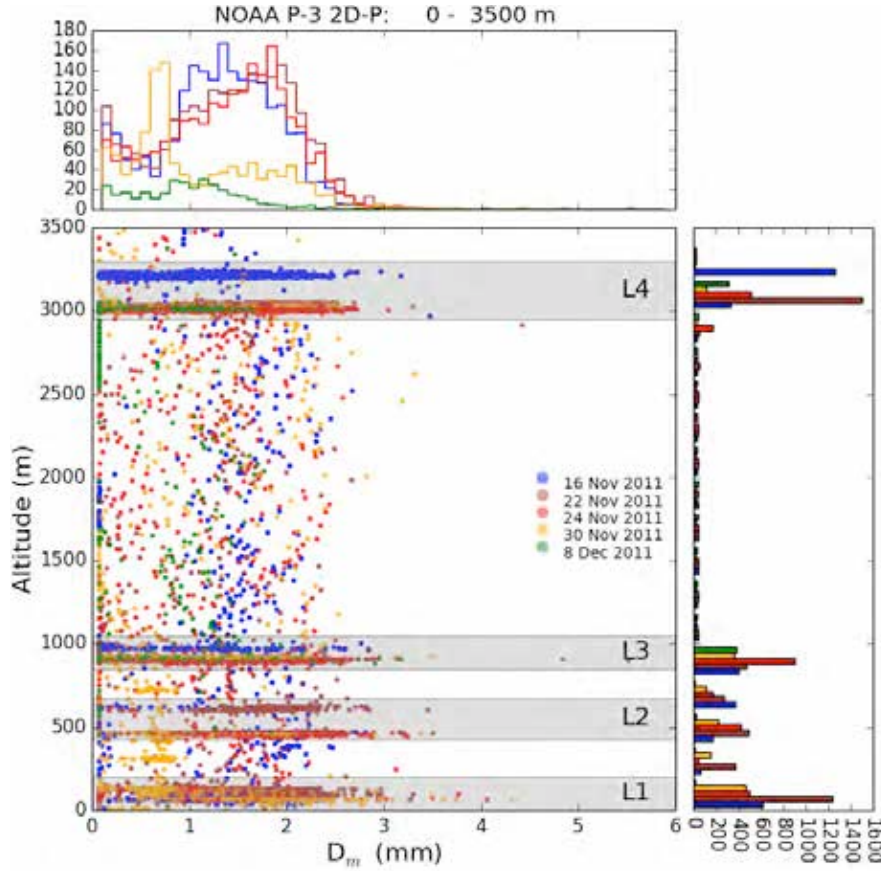 NOAA P-3 2D-P: 0 - 3500 m
180
160
140
120
100
80
60
40
20
0
3500
3000
2500
2000
1500
1000
500
0
Altitude (m)
L4
L3
L2
L1
16 Nov 2011
22 Nov 2011
24 Nov 2011
30 Nov 2011
8 Dec 2011
0 1 2 3 4 5 6
Dm (mm)
0 200 400 600 800 1000 1200 1400 1600